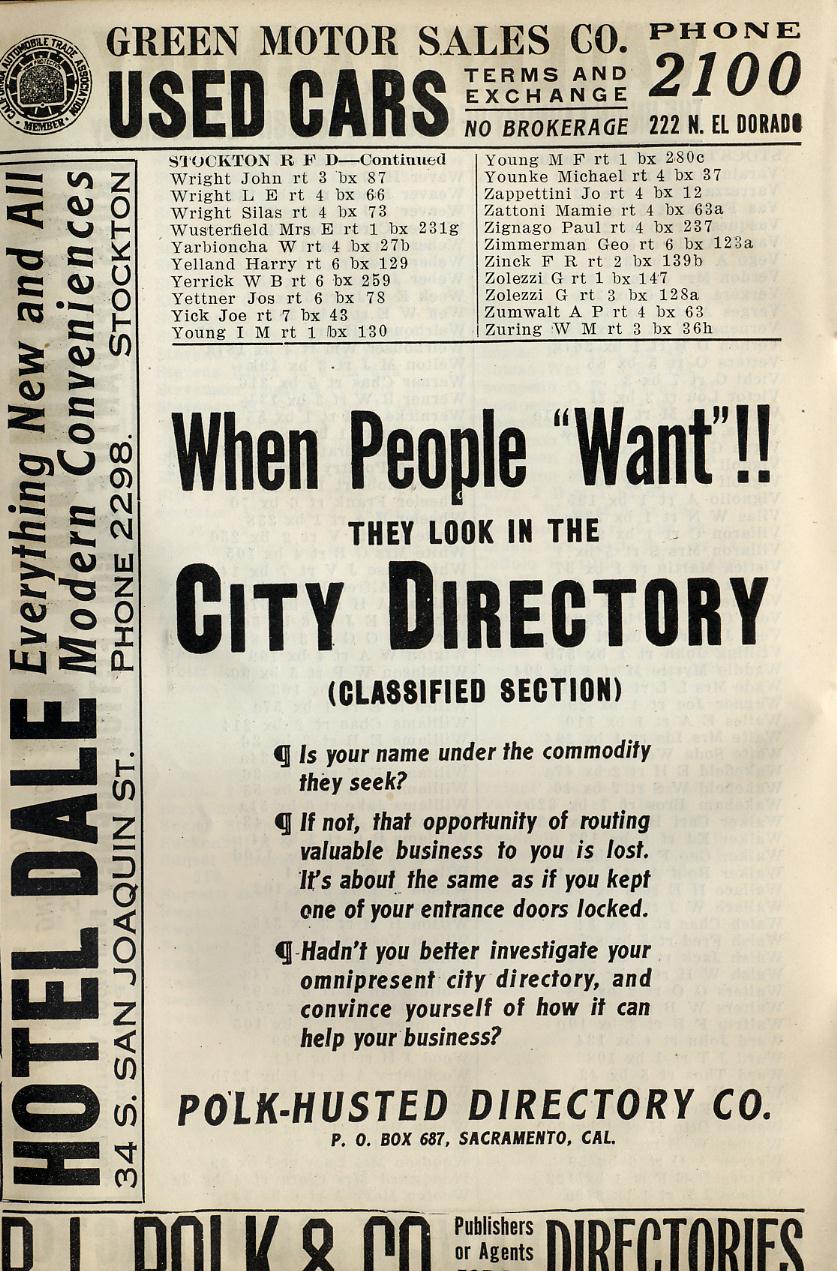 CALIFORNIA AUTOMOBILE TRADE ASSOCIATION
MEMBER
GREEN MOTOR SALES CO.
USED CARS
TERMS AND
EXCHANGE
NO BROKERAGE
PHONE
2100
222 N. EL DORADO
HOTEL DALE Everything New and All
Modern Conveniences
34 S. SAN JOAQUIN ST. PHONE 2298. STOCKTON
STOCKTON R F D—Continued
Wright John rt 3 bx 87
Wright L E rt 4 bx 66
Wright Silas rt 4 bx 73
Wusterfield Mrs E rt 1 bx 231g
Yarbioncha W rt 4 bx 27b
Yelland Harry rt 6 bx 129
Yerrick W B rt 6 bx 259
Yettner Jos rt 6 bx 78
Yick Joe rt 7 bx 43
Young I M rt 1 bx 130
Young M F rt 1 bx 280c
Younke Michael rt 4 bx 37
Zappettini Jo rt 4 bx 12
Zattoni Mamie rt 4 bx 63a
Zignago Paul rt 4 bx 237
Zimmerman Geo rt 6 bx 123a
Zinck F R rt 2 bx 139b
Zolezzi G rt 1 bx 147
Zolezzi G rt 3 bx 128a
Zumwalt A P rt 4 bx 63
Zuring W M rt 3 bx 36h
When People "Want"!!
THEY LOOK IN THE
CITY DIRECTORY
(CLASSIFIED SECTION)
¶ Is your name under the commodity
they seek?
¶ If not, that opportunity of routing
valuable business to you is lost.
It's about the same as if you kept
one of your entrance doors locked.
¶ Hadn't you better investigate your
omnipresent city directory, and
convince yourself of how it can
help your business?
POLK-HUSTED DIRECTORY CO.
P. O. BOX 687, SACRAMENTO, CAL.
R. L. POLK & CO.
Publishers
or Agents
DIRECTORIES